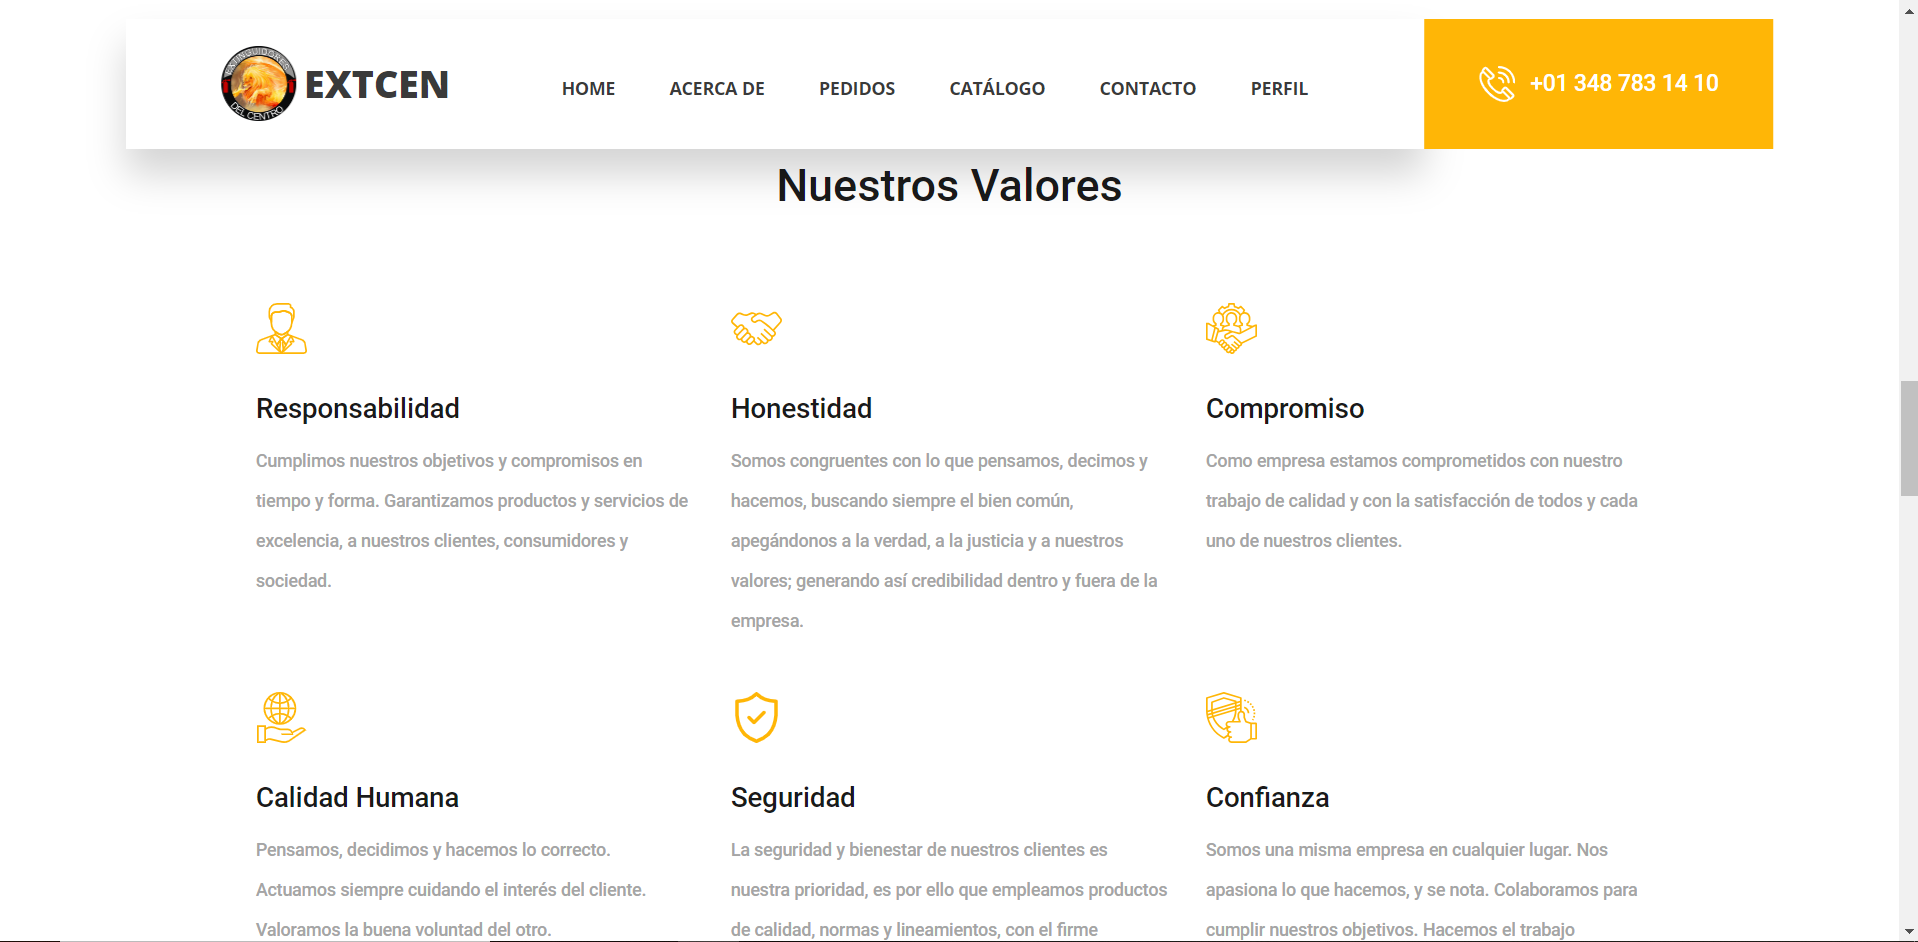 EXTINGUIDORES
DEL CENTRO
EXTCEN
HOME
ACERCA DE
PEDIDOS
CATÁLOGO
CONTACTO
PERFIL
+01 348 783 14 10
Nuestros Valores
Responsabilidad
Cumplimos nuestros objetivos y compromisos en
tiempo y forma. Garantizamos productos y servicios de
excelencia, a nuestros clientes, consumidores y
sociedad.
Honestidad
Somos congruentes con lo que pensamos, decimos y
hacemos, buscando siempre el bien común,
apegándonos a la verdad, a la justicia y a nuestros
valores; generando así credibilidad dentro y fuera de la
empresa.
Compromiso
Como empresa estamos comprometidos con nuestro
trabajo de calidad y con la satisfacción de todos y cada
uno de nuestros clientes.
Calidad Humana
Pensamos, decidimos y hacemos lo correcto.
Actuamos siempre cuidando el interés del cliente.
Valoramos la buena voluntad del otro.
Seguridad
La seguridad y bienestar de nuestros clientes es
nuestra prioridad, es por ello que empleamos productos
de calidad, normas y lineamientos, con el firme
Confianza
Somos una misma empresa en cualquier lugar. Nos
apasiona lo que hacemos, y se nota. Colaboramos para
cumplir nuestros objetivos. Hacemos el trabajo